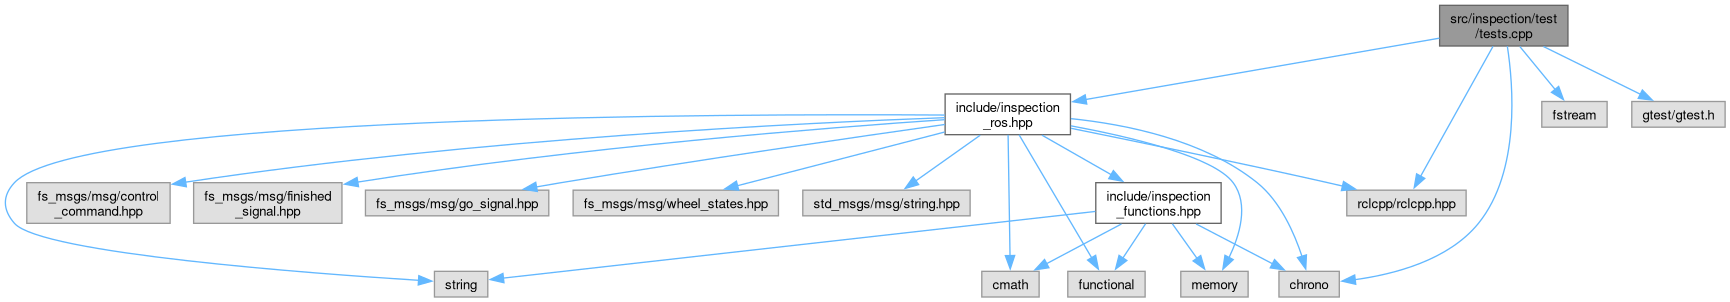 src/inspection/test
/tests.cpp
include/inspection
_ros.hpp
fstream
gtest/gtest.h
fs_msgs/msg/control
_command.hpp
fs_msgs/msg/finished
_signal.hpp
fs_msgs/msg/go_signal.hpp
fs_msgs/msg/wheel_states.hpp
std_msgs/msg/string.hpp
include/inspection
_functions.hpp
rclcpp/rclcpp.hpp
string
cmath
functional
memory
chrono